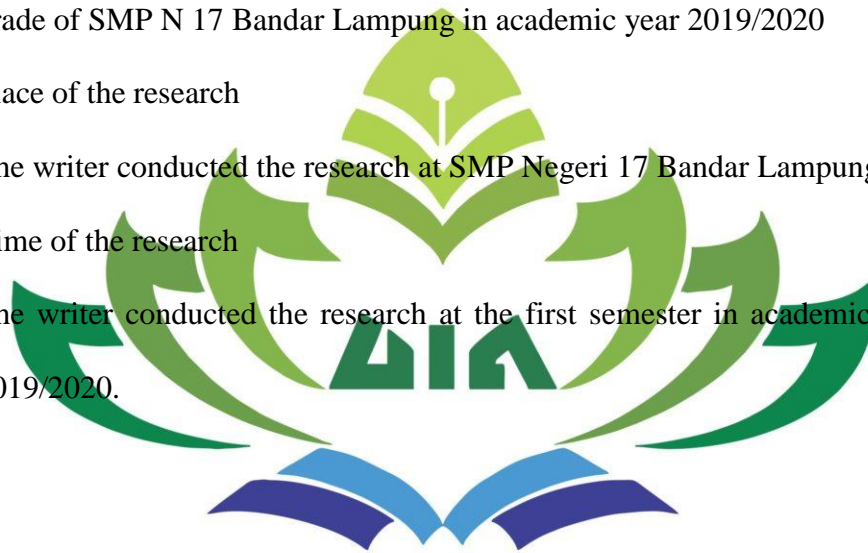 rade of SMP N 17 Bandar Lampung in academic year 2019/2020
lace of the research
he writer conducted the research at SMP Negeri 17 Bandar Lampung
ime of the research
he writer conducted the research at the first semester in academic
019/2020.
UIN